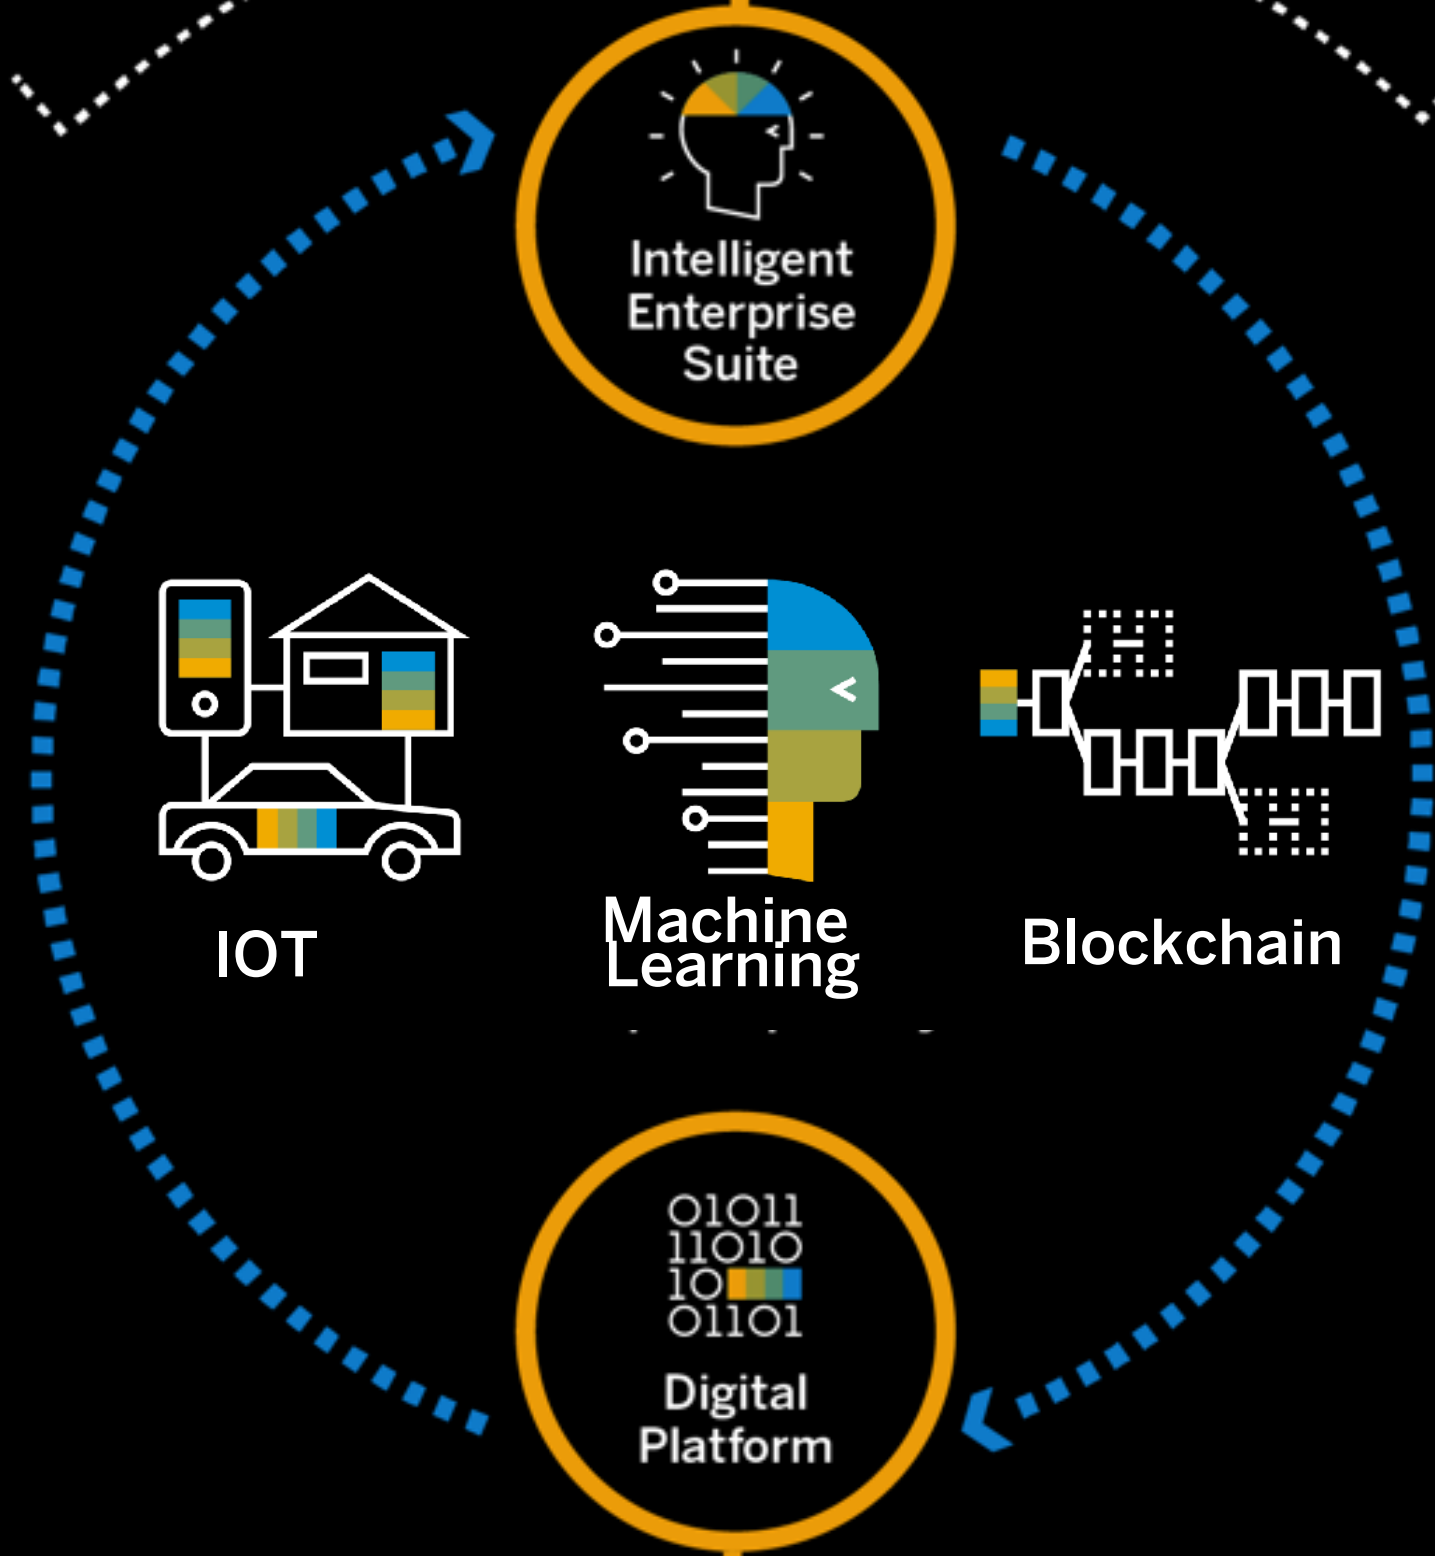 Intelligent
Enterprise
Suite
IOT
Machine
Learning
Blockchain
01011
11010
10
01101
Digital
Platform